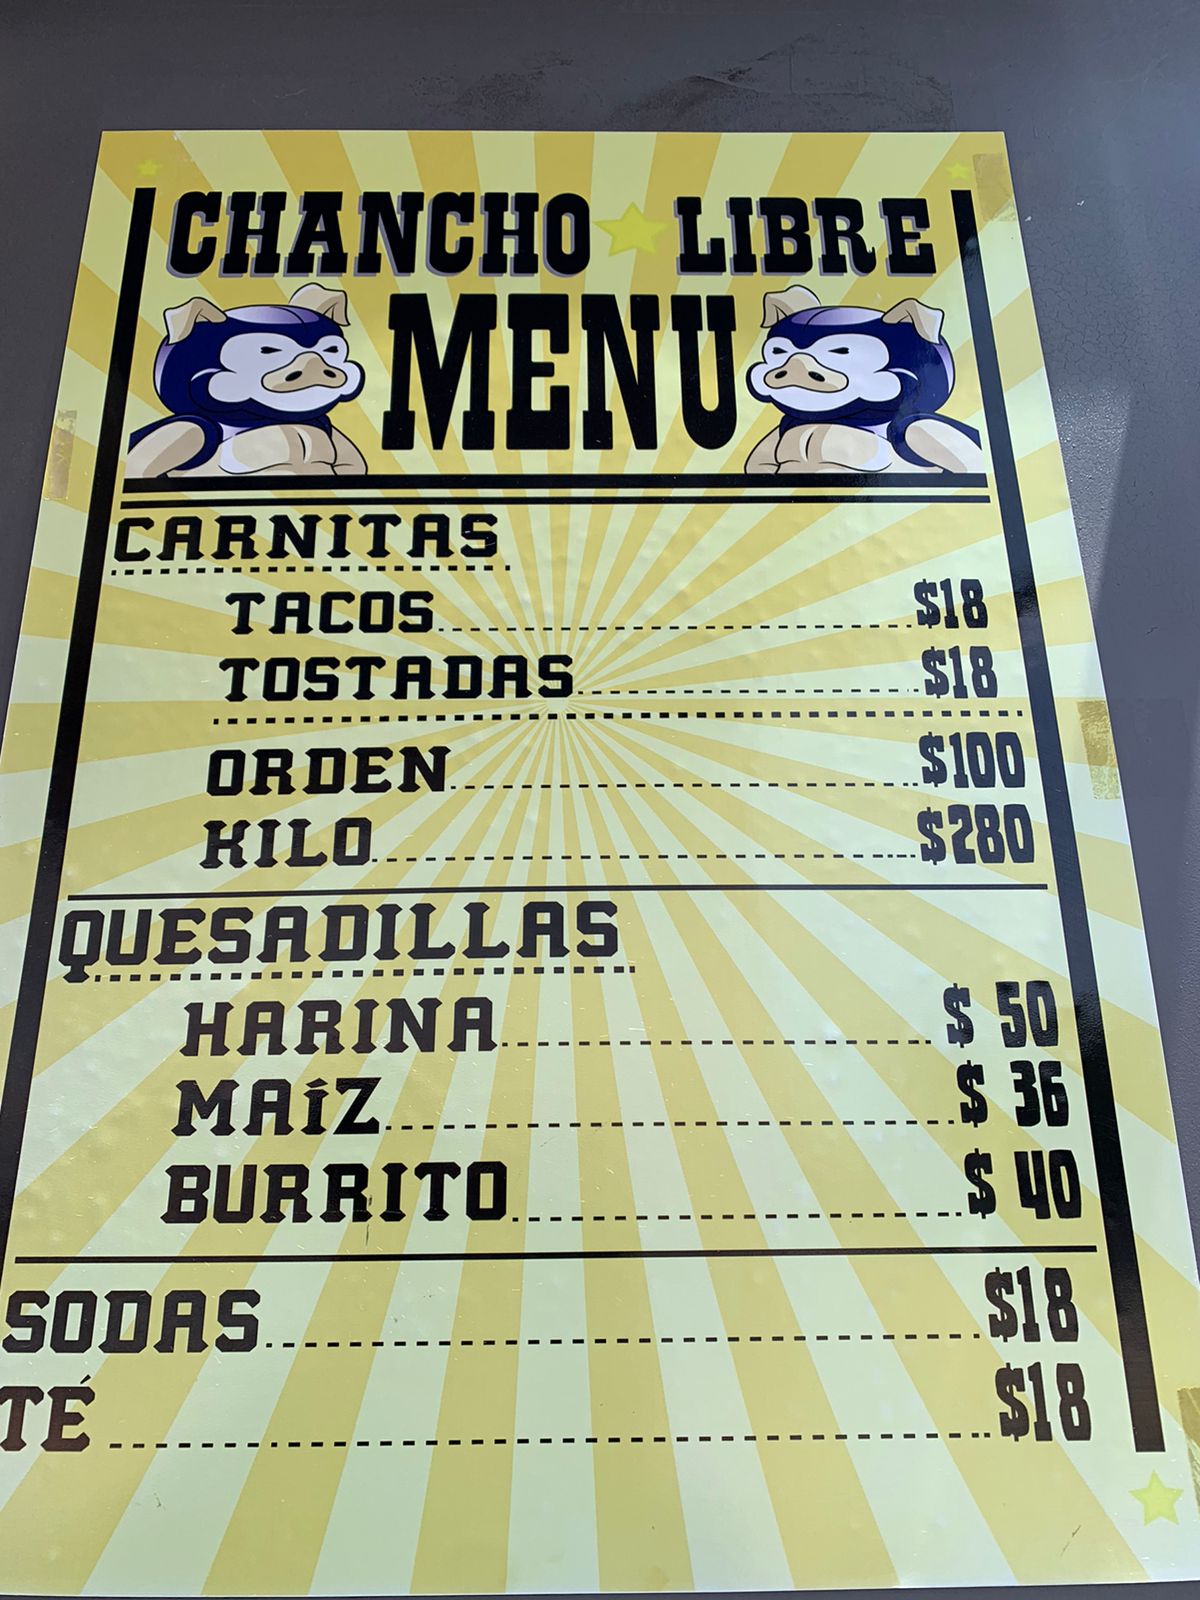 CHANCHO LIBRE
MENU
CARNITAS
TACOS $18
TOSTADAS $18
ORDEN $100
KILO $280
QUESADILLAS
HARINA $ 50
MAíZ $ 36
BURRITO $ 40
SODAS $18
TÉ $18